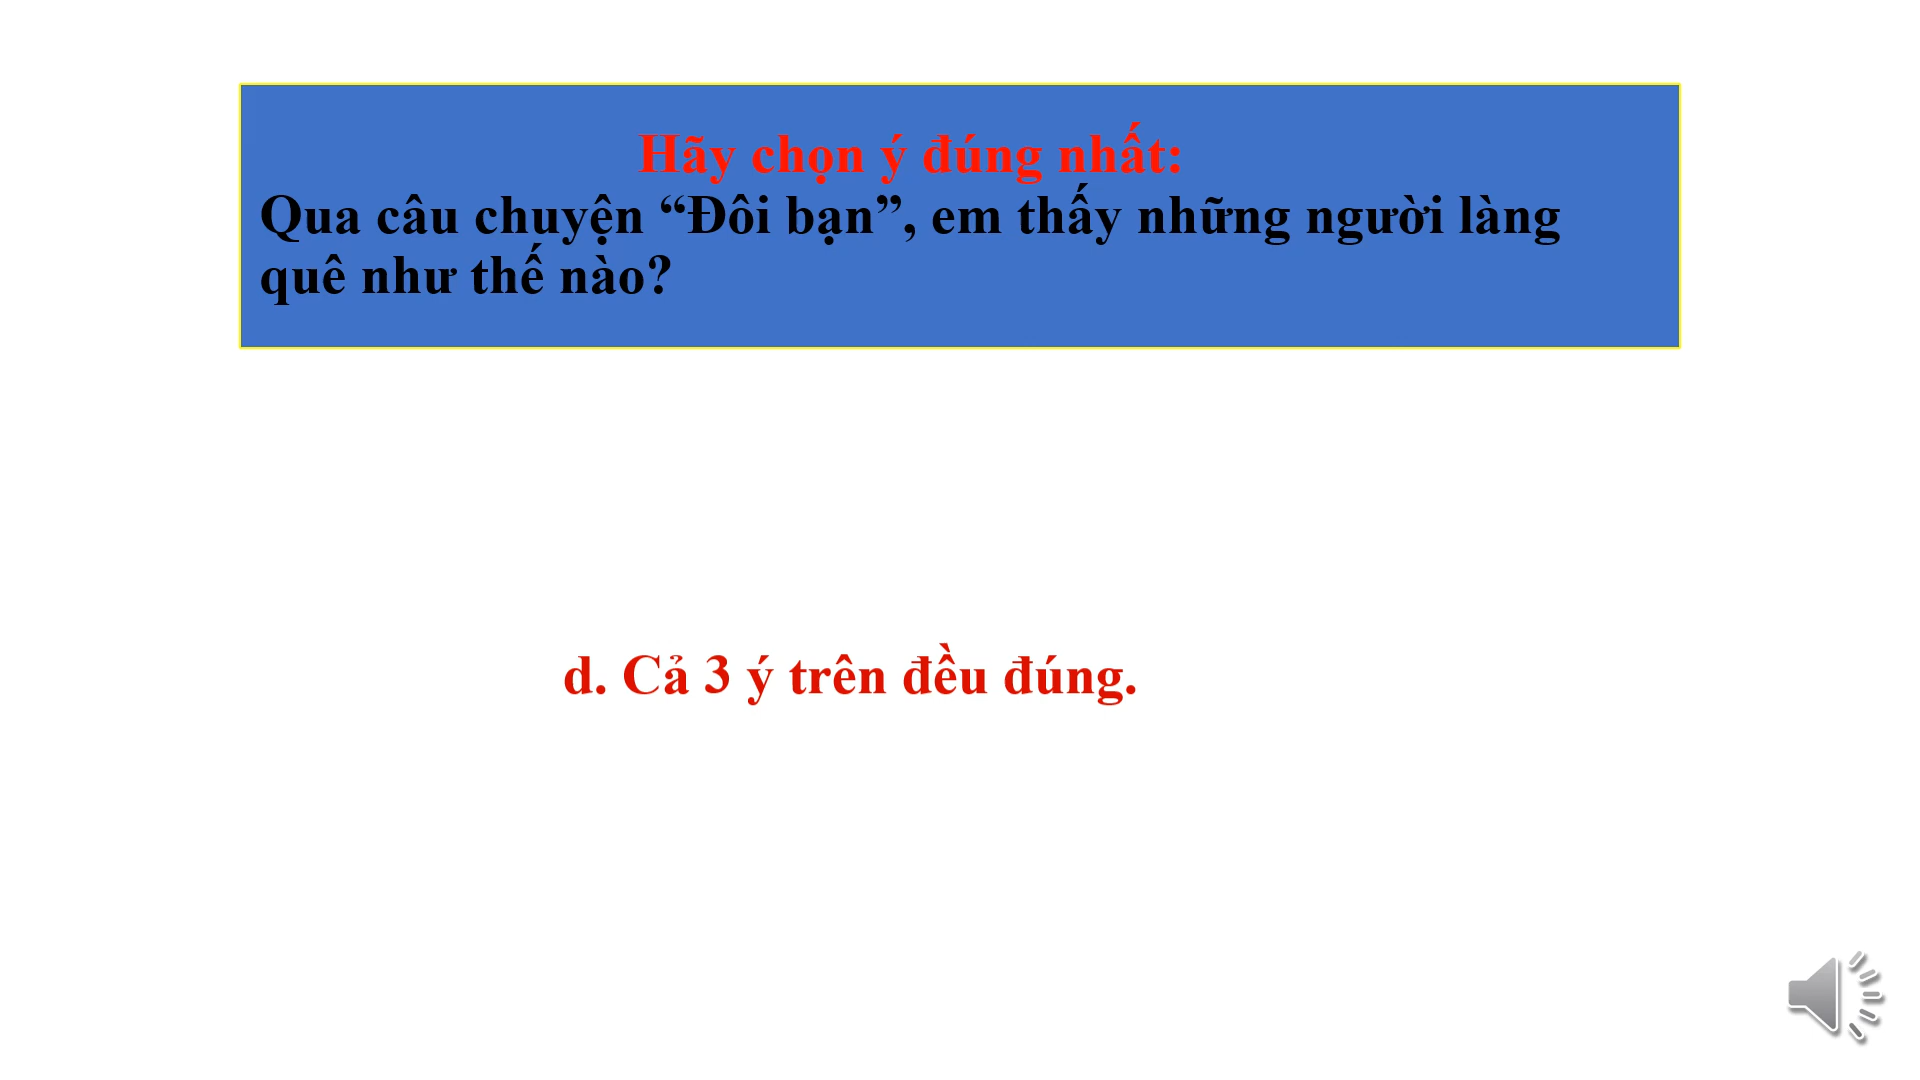 Hãy chọn ý đúng nhất:
Qua câu chuyện “Đôi bạn”, em thấy những người làng
quê như thế nào?
d. Cả 3 ý trên đều đúng.